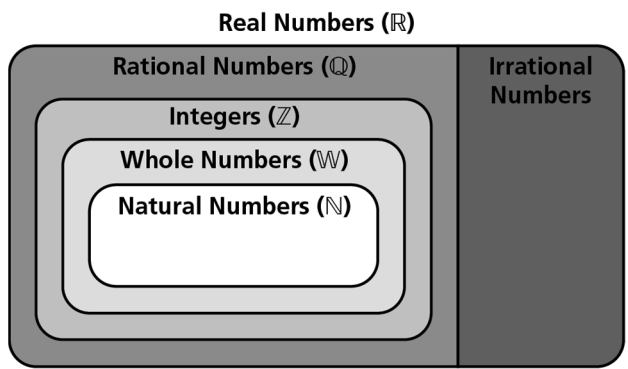 Real Numbers (ℝ)
Rational Numbers (ℚ)
Irrational
Numbers
Integers (ℤ)
Whole Numbers (𝕎)
Natural Numbers (ℕ)